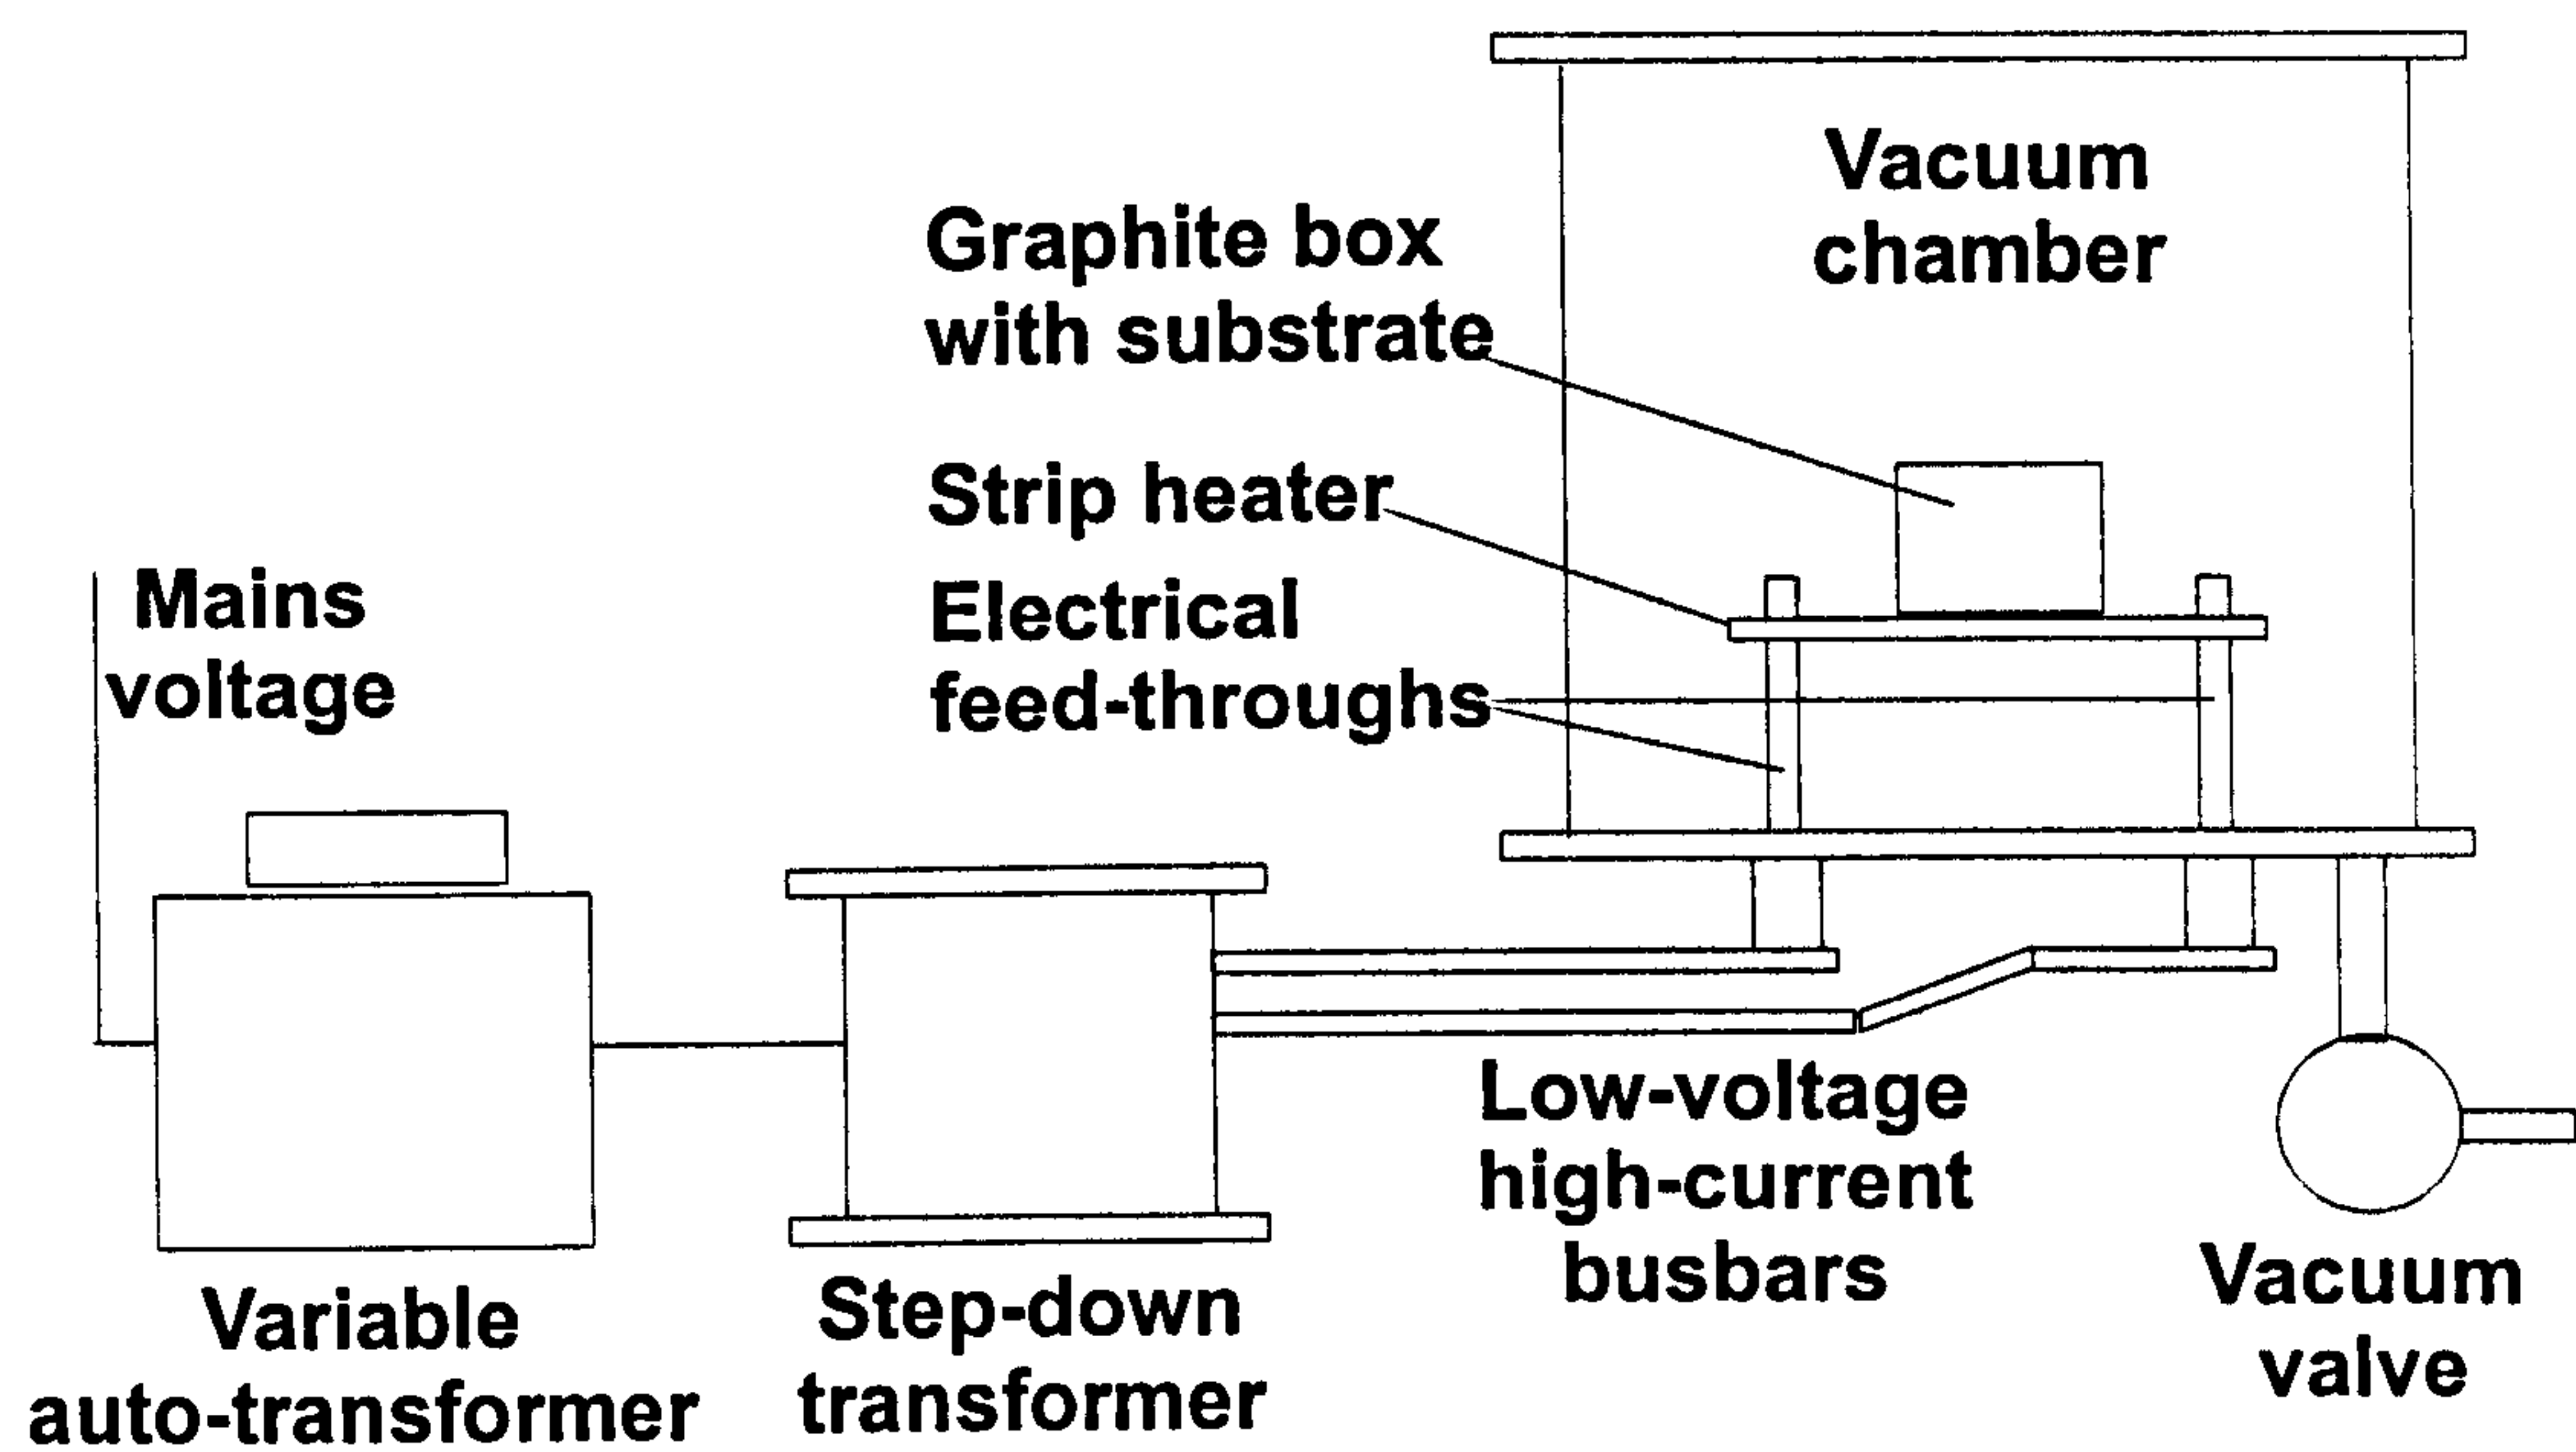 Vacuum
chamber
Graphite box
with substrate
Strip heater
Electrical
feed-throughs
Mains
voltage
Low-voltage
high-current
busbars
Vacuum
valve
Step-down
transformer
Variable
auto-transformer